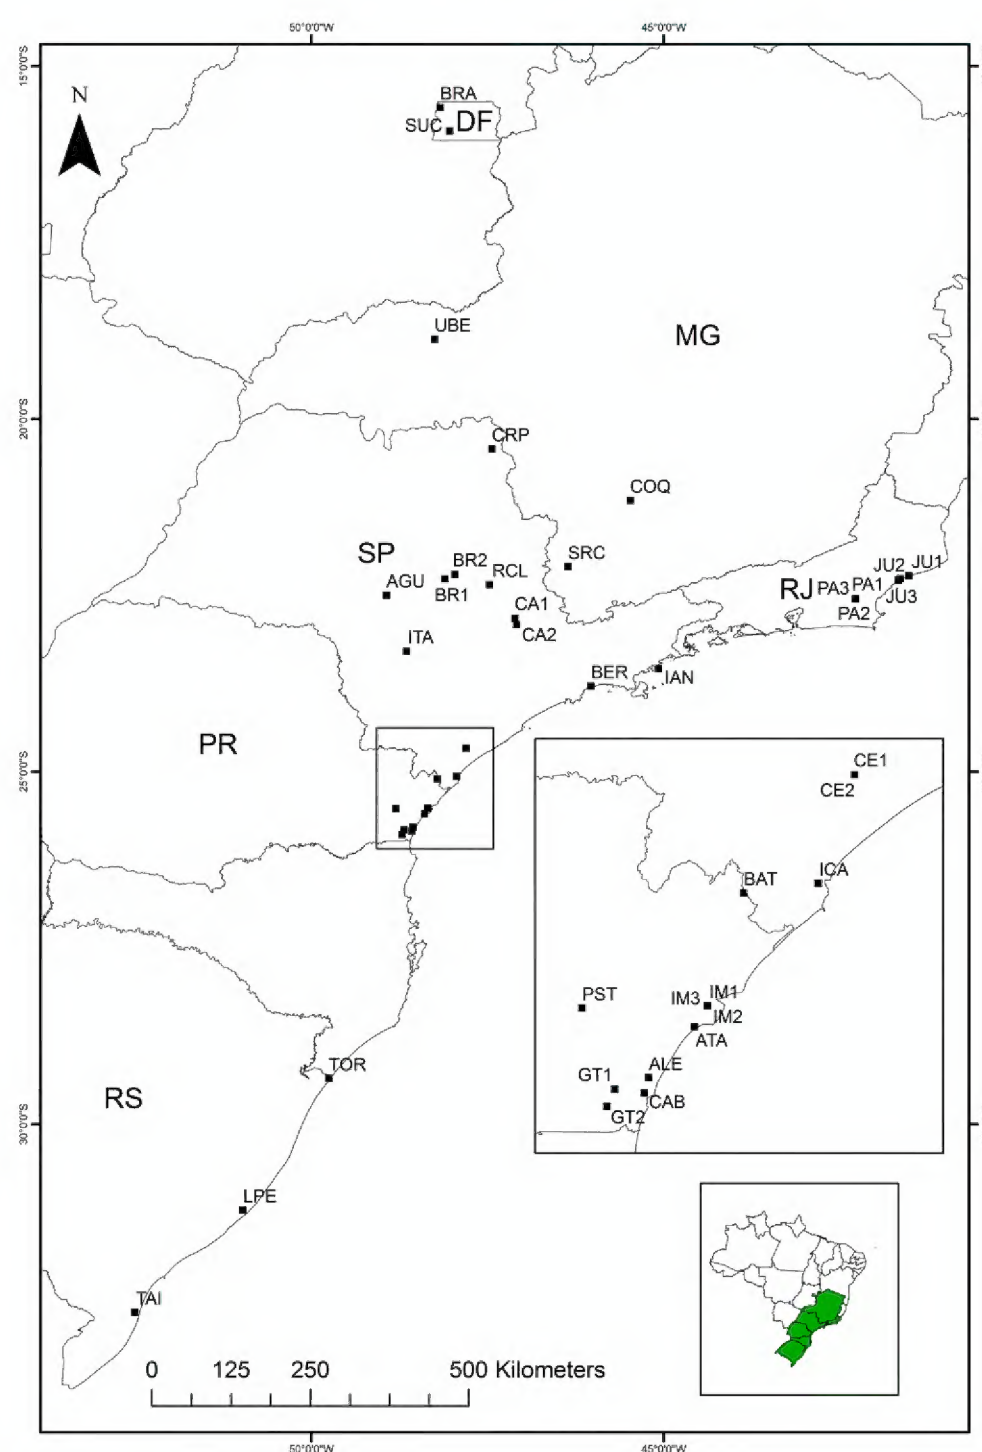 50°0'0"W
45°0'0"W
15°0'0"S
N
BRA
SUC
DF
UBE
MG
20°0'0"S
CRP
COQ
SP
BR2
SRC
AGU
BR1
RCL
JU2
JU1
RJ
PA3
PA1
JU3
PA2
CA1
CA2
ITA
BER
IAN
PR
25°0'0"S
CE1
CE2
BAT
ICA
PST
IM3
IM1
IM2
ATA
ALE
GT1
CAB
GT2
TOR
RS
30°0'0"S
LPE
TAI
0 125 250 500 Kilometers
50°0'0"W
45°0'0"W